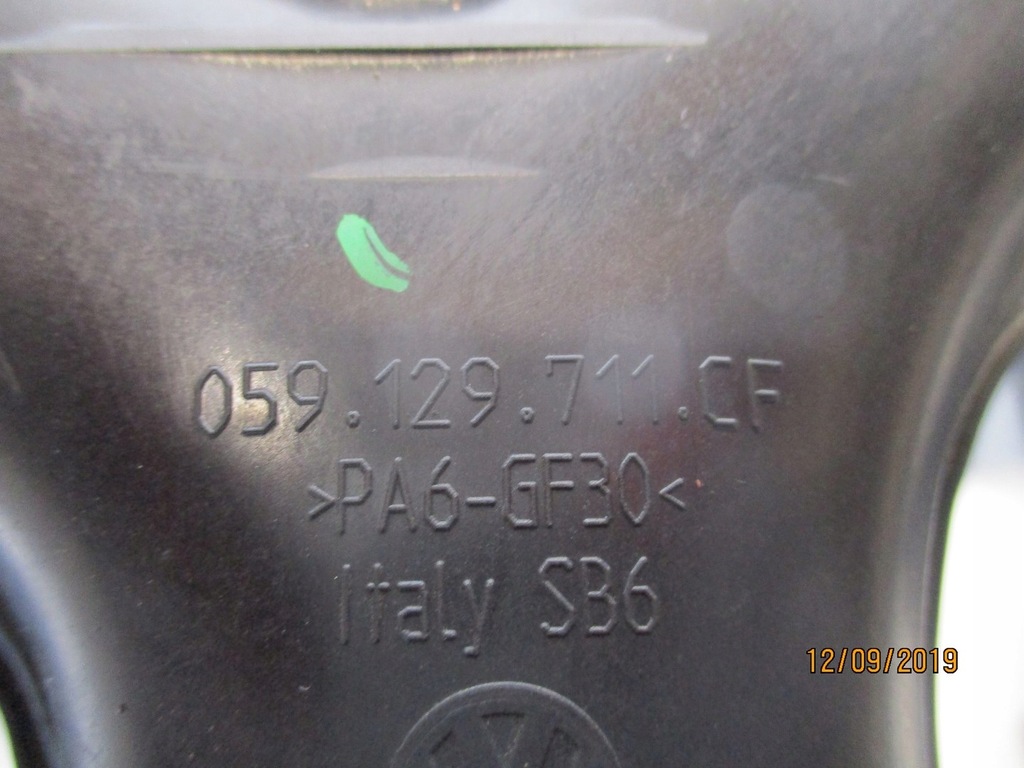 059.129.711.CF
>PA6-GF30<
Italy SB6
12/09/2019